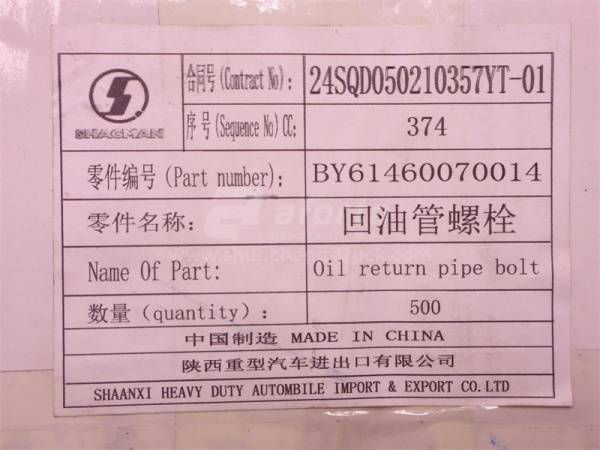 SHACMAN
合同号(Contract No):
24SQD050210357YT-01
序号(Sequence No)CC:
374
零件编号(Part number):
BY61460070014
零件名称:
回油管螺栓
Name Of Part:
Oil return pipe bolt
数量(quantity):
500
中国制造 MADE IN CHINA
陕西重型汽车进出口有限公司
SHAANXI HEAVY DUTY AUTOMBILE IMPORT & EXPORT CO.LTD